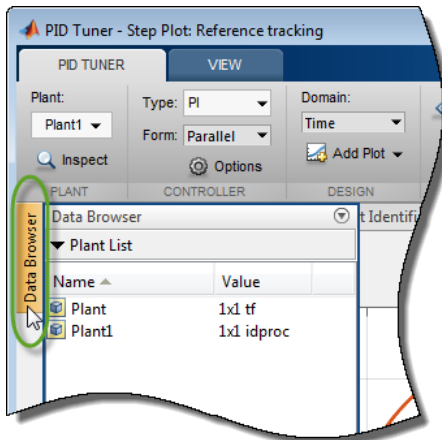 PID Tuner - Step Plot: Reference tracking
PID TUNER VIEW
Plant: Type: PI Domain:
Plant1 Form: Parallel Time
Inspect Options Add Plot
PLANT CONTROLLER DESIGN
Data Browser
Data Browser t Identifi
Plant List
Name Value
Plant 1x1 tf
Plant1 1x1 idproc